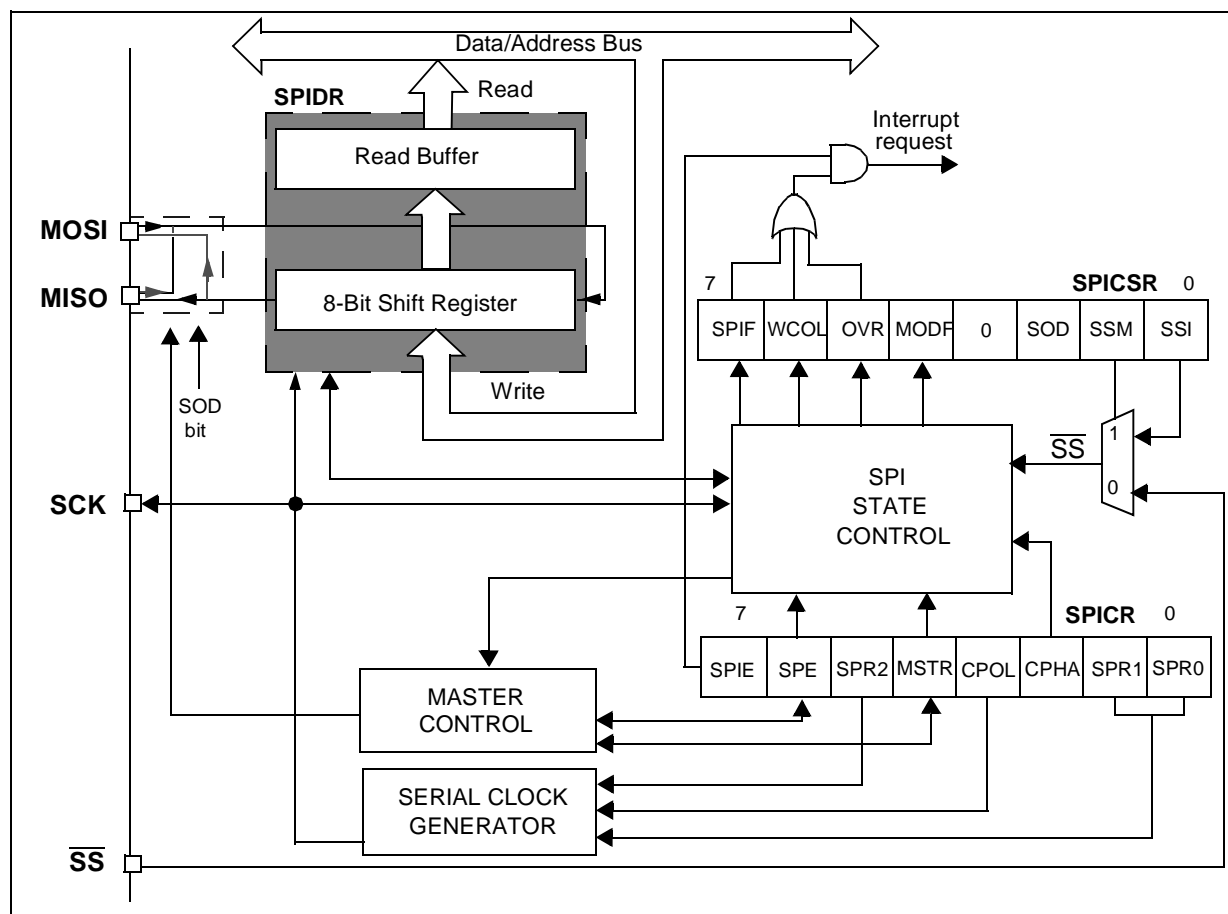 Data/Address Bus
SPIDR
Read
Read Buffer
Interrupt
request
MOSI
MISO
8-Bit Shift Register
7
SPICSR
0
SPIF WCOL OVR MODF 0 SOD SSM SSI
Write
SOD
bit
1
SS
0
SCK
SPI
STATE
CONTROL
7
SPICR
0
SPIE SPE SPR2 MSTR CPOL CPHA SPR1 SPR0
MASTER
CONTROL
SERIAL CLOCK
GENERATOR
SS